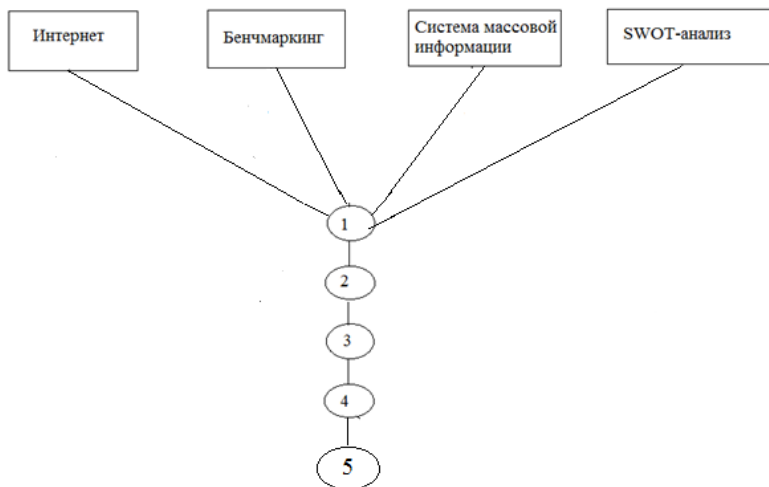 Интернет
Бенчмаркинг
Система массовой
информации
SWOT-анализ
1
2
3
4
5